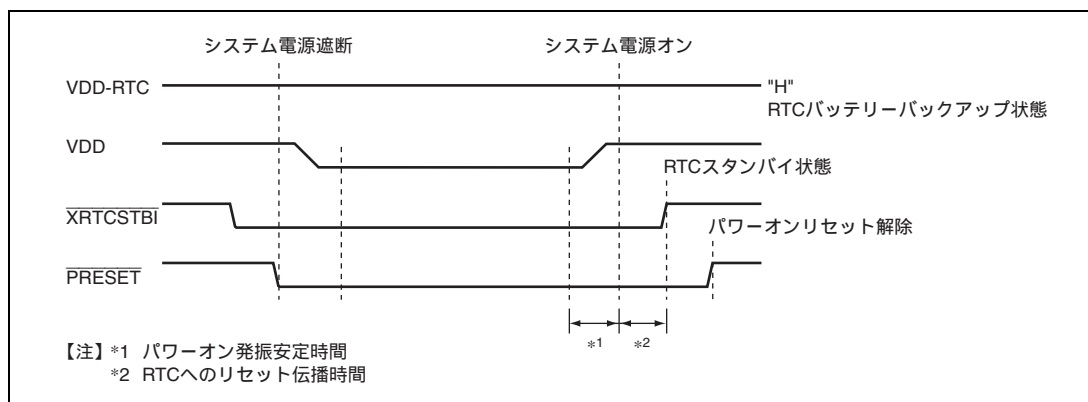 システム電源遮断
システム電源オン
VDD-RTC
"H"
RTCバッテリーバックアップ状態
VDD
RTCスタンバイ状態
XRTCSTBI
パワーオンリセット解除
PRESET
*1
*2
【注】*1 パワーオン発振安定時間
*2 RTCへのリセット伝播時間